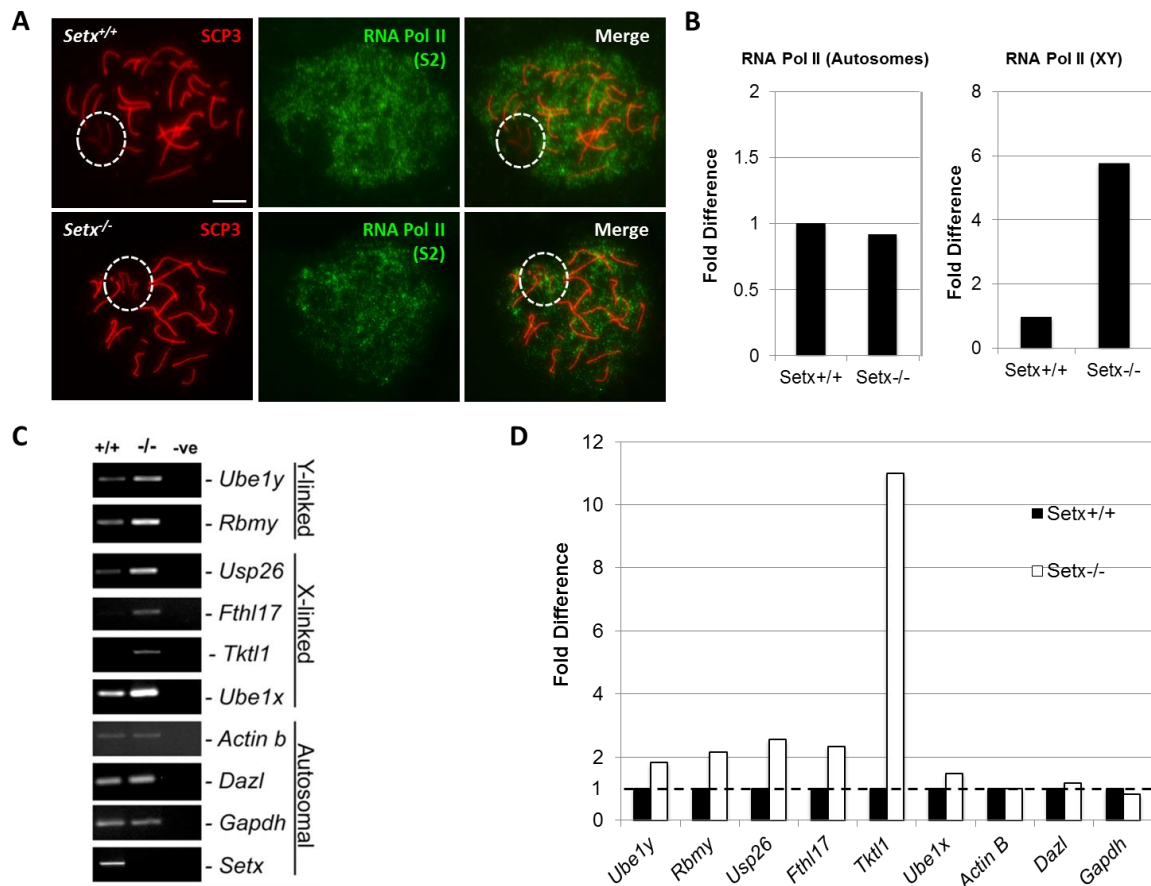 A
Setx+/+
SCP3
RNA Pol II
(S2)
Merge
Setx-/-
SCP3
RNA Pol II
(S2)
Merge
B
RNA Pol II (Autosomes)
Fold Difference
2
1.5
1
0.5
0
Setx+/+ Setx-/-
RNA Pol II (XY)
Fold Difference
8
6
4
2
0
Setx+/+ Setx-/-
C
+/+ -/- -ve
- Ube1y
- Rbmy
Y-linked
- Usp26
- Fthl17
- Tktl1
- Ube1x
X-linked
- Actin b
- Dazl
- Gapdh
- Setx
Autosomal
D
Fold Difference
12
10
8
6
4
2
1
0
Setx+/+
Setx-/-
Ube1y Rbmy Usp26 Fthl17 Tktl1 Ube1x Actin B Dazl Gapdh